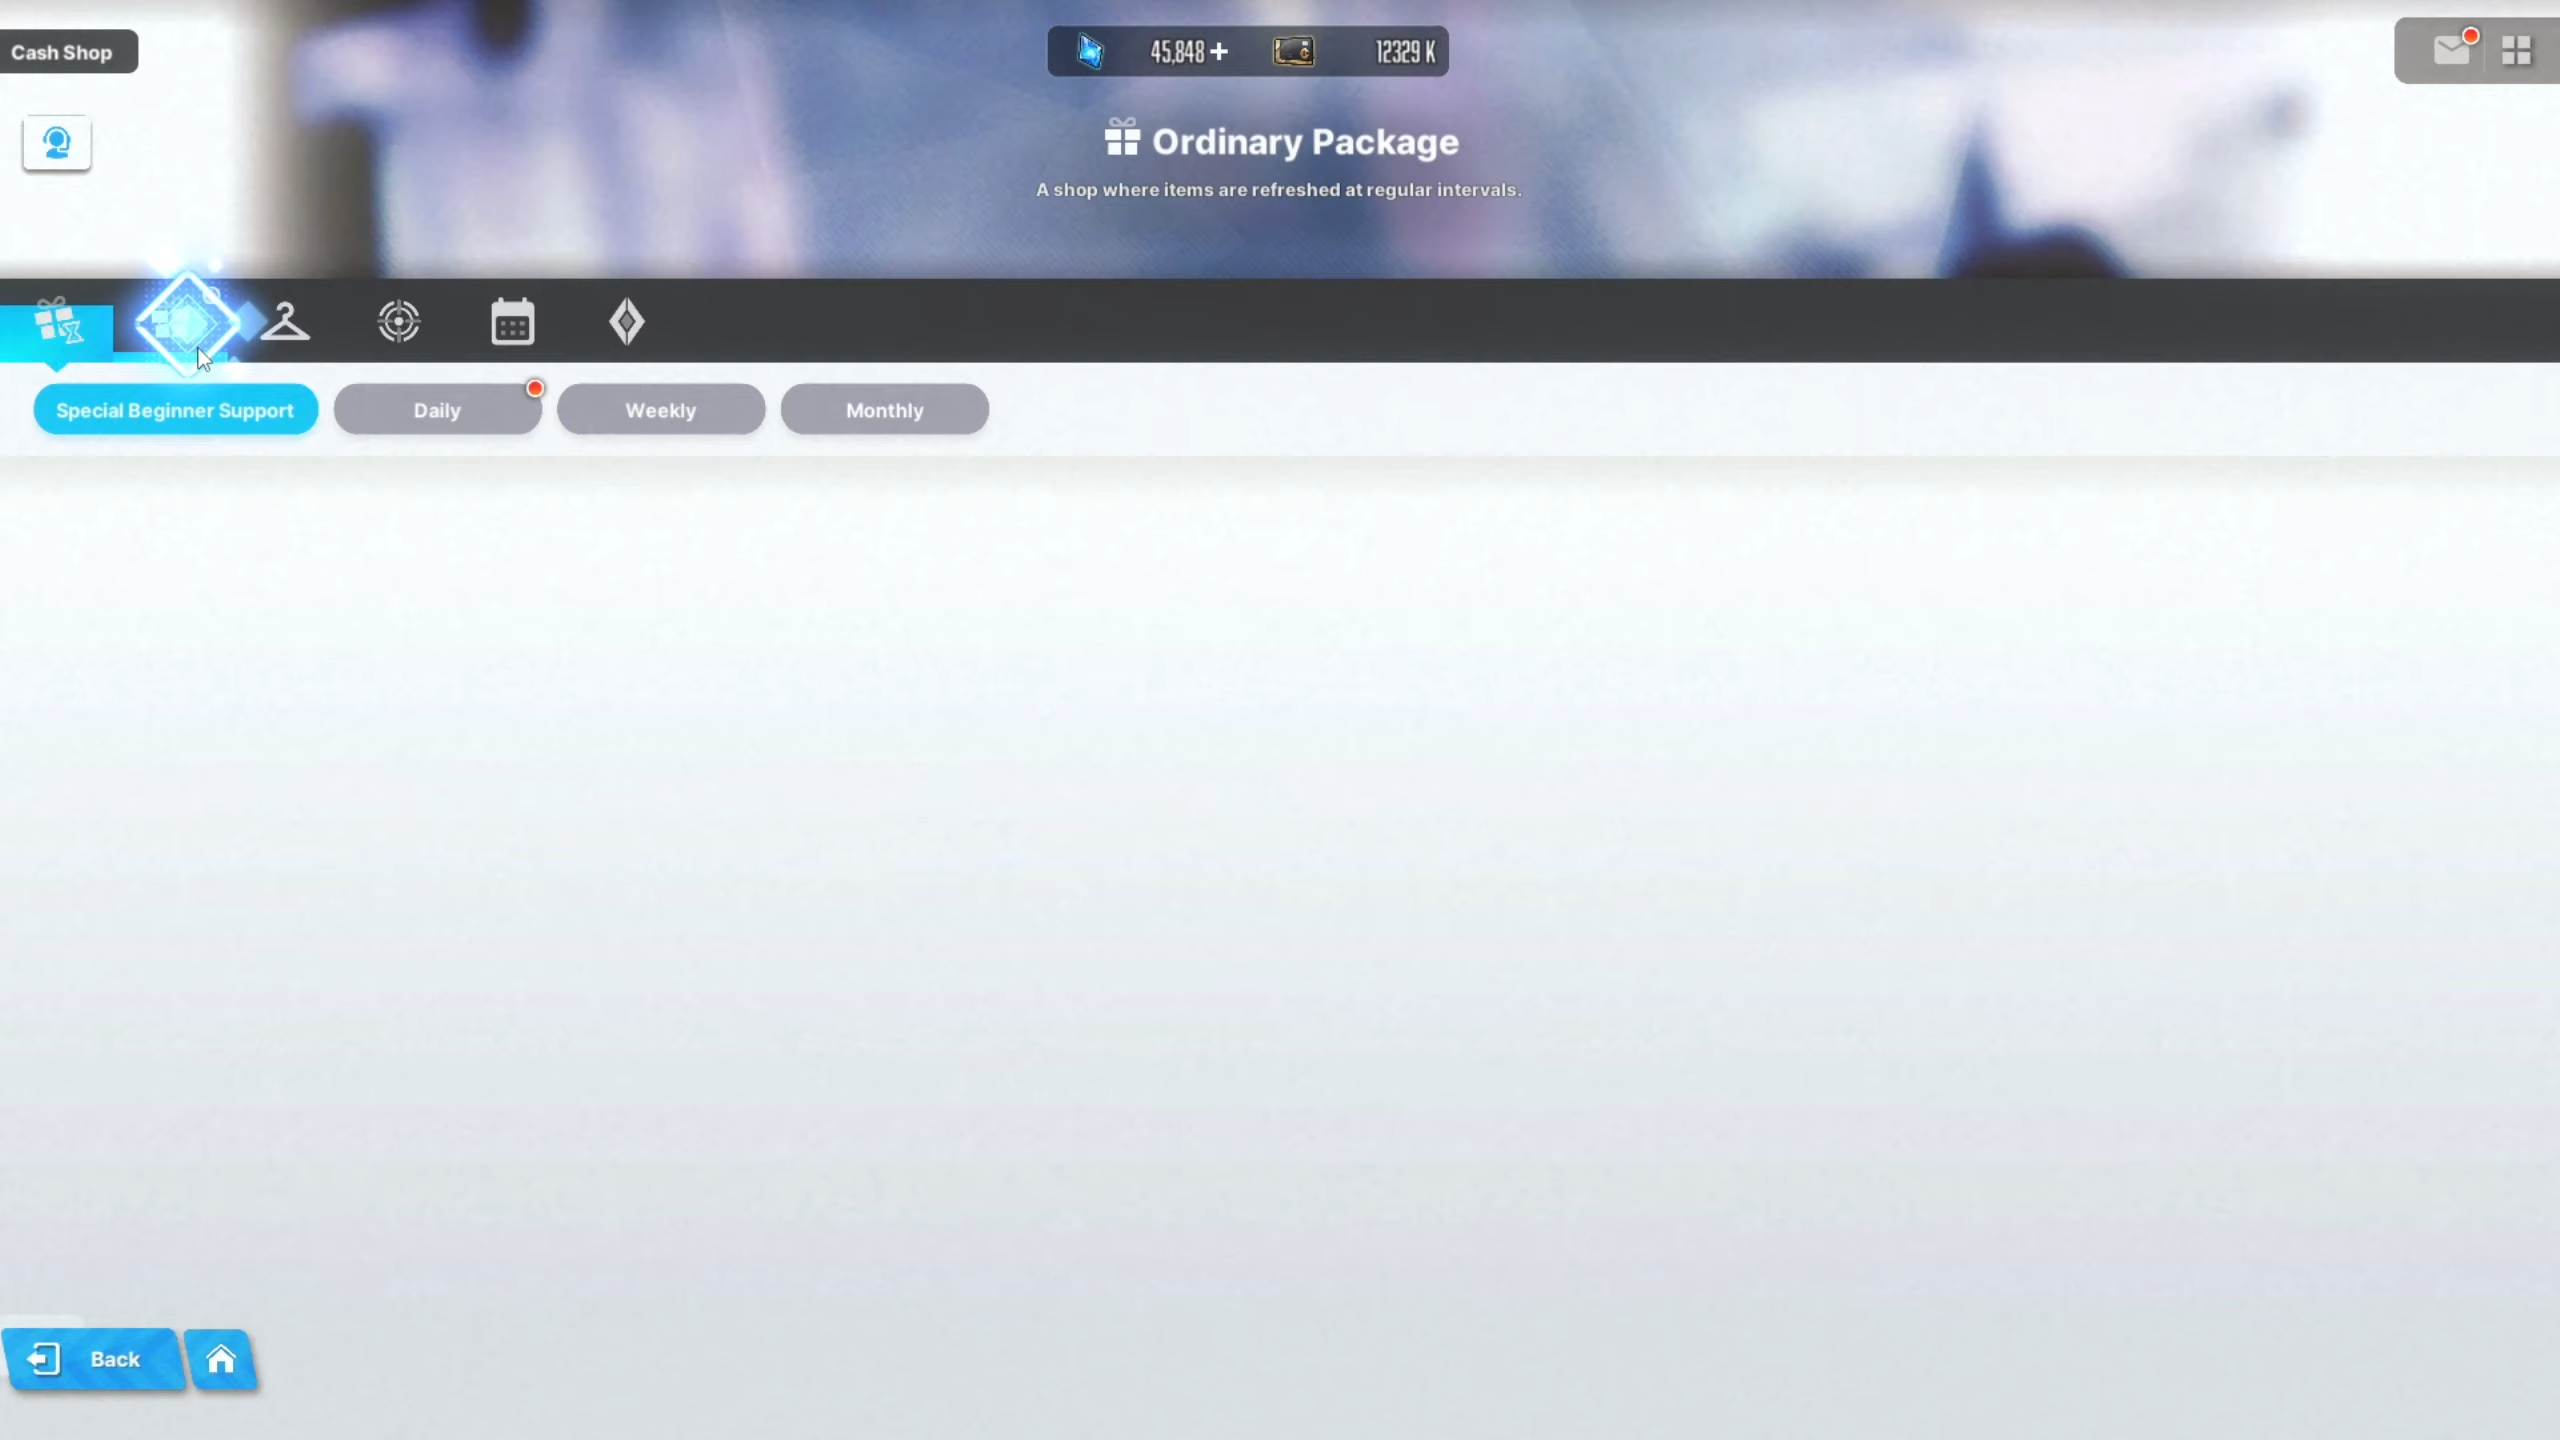 Cash Shop
45,848 +
12329 K
Ordinary Package
A shop where items are refreshed at regular intervals.
Special Beginner Support
Daily
Weekly
Monthly
Back